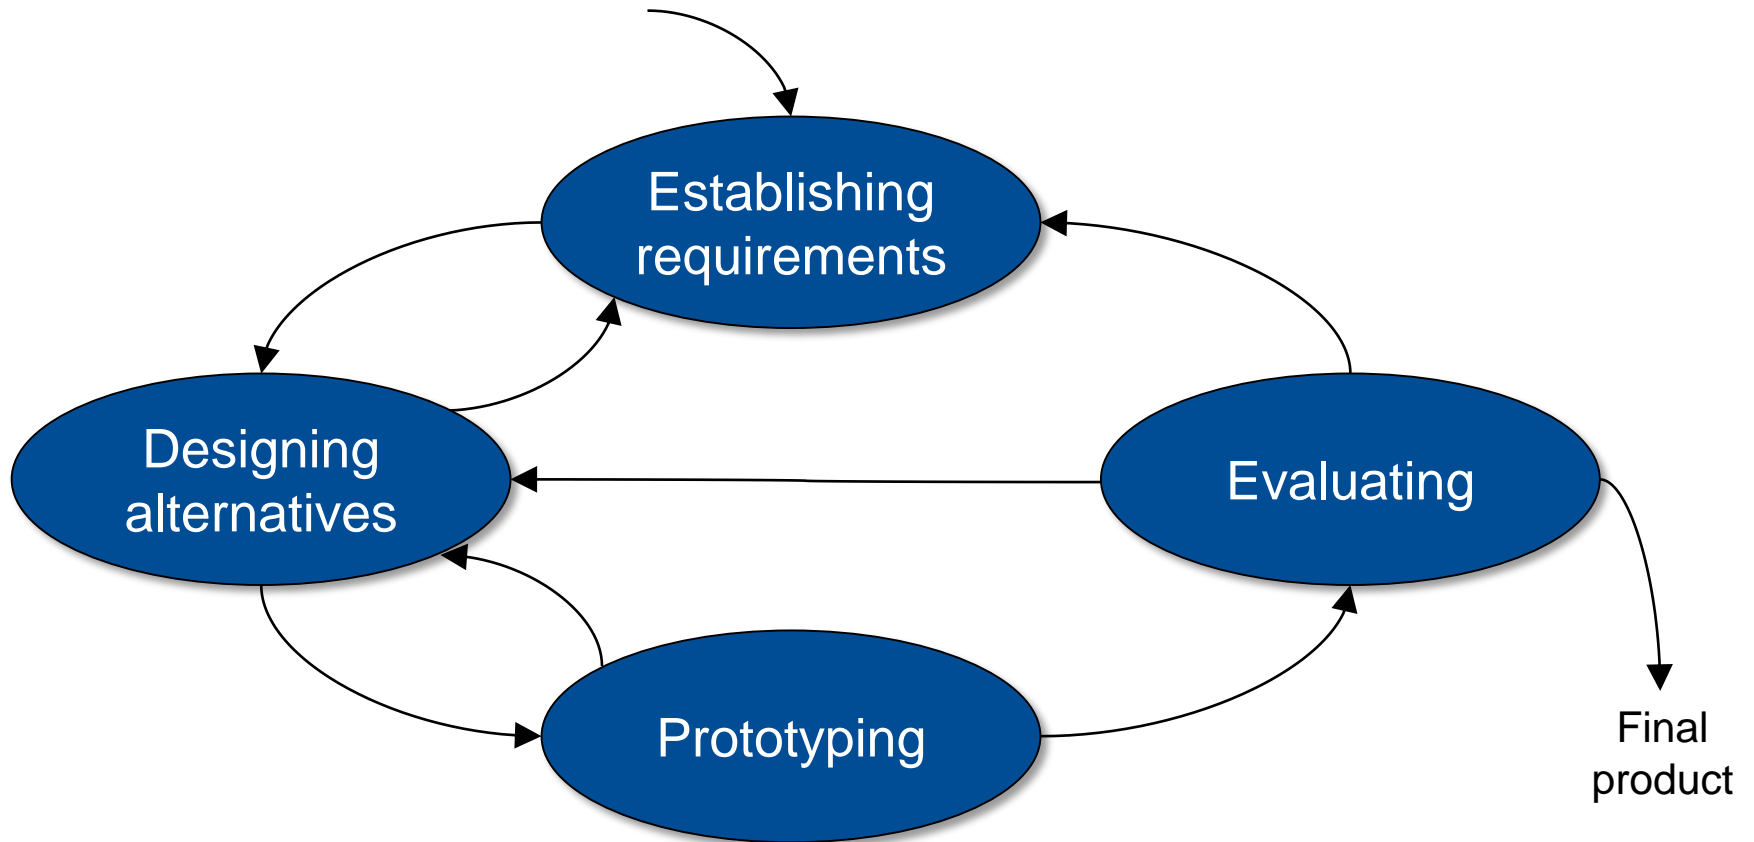 Establishing
requirements
Designing
alternatives
Evaluating
Prototyping
Final
product